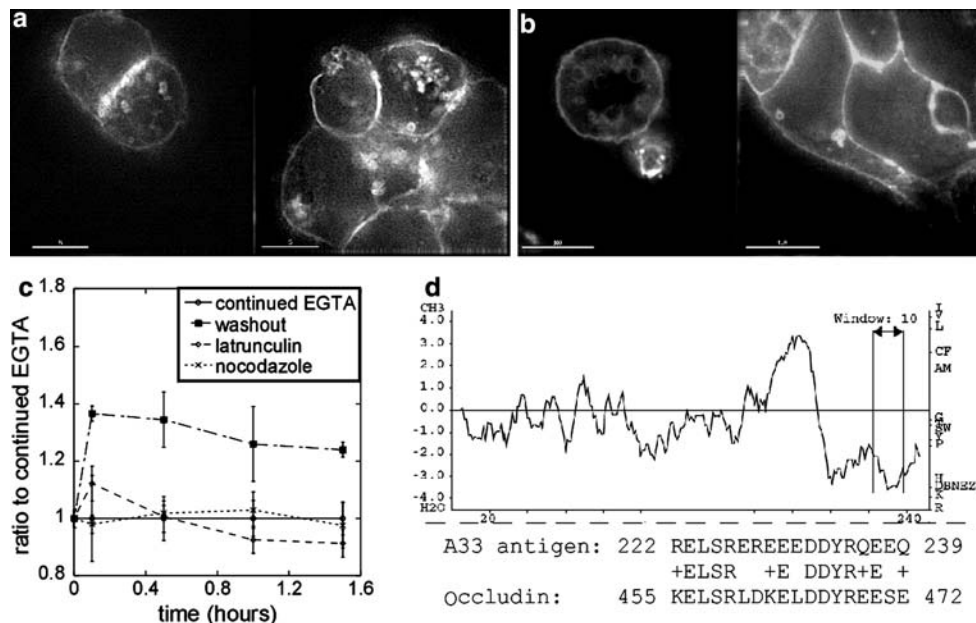 a
b
c
1.8
1.6
1.4
1.2
1
0.8
ratio to continued EGTA
continued EGTA
washout
latrunculin
nocodazole
0 0.4 0.8 1.2 1.6
time (hours)
d
CH3
4.0
3.0
2.0
1.0
0.0
-1.0
-2.0
-3.0
-4.0
H2O
Window: 10
I
L
CF
AM
G
P
H
DBNEZ
K
R
20 240
A33 antigen: 222 RELSREREEEDDYRQEEQ 239
+ELSR +E DDYR+E +
Occludin: 455 KELSRLDKELDDYREESE 472